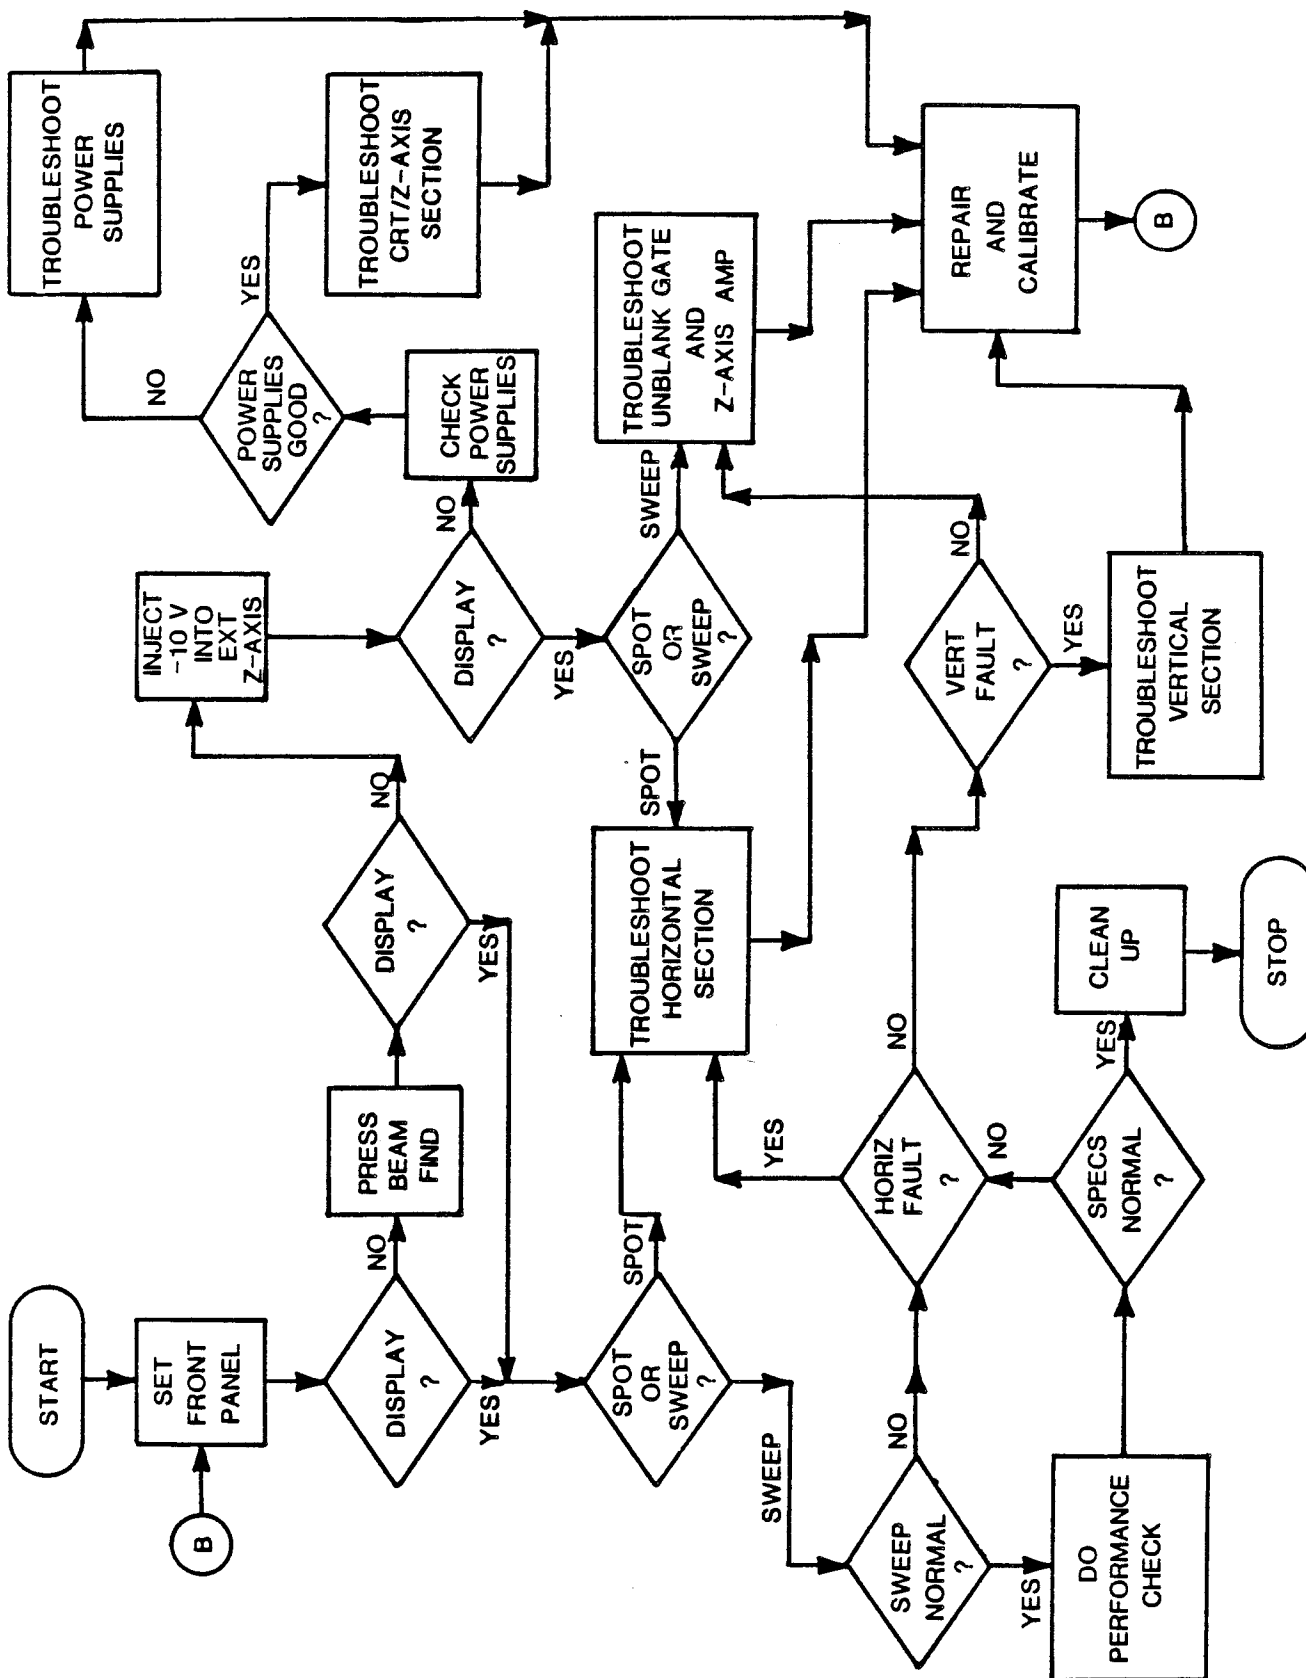 START
B
SET
FRONT
PANEL
DISPLAY
?
NO
YES
PRESS
BEAM
FIND
DISPLAY
?
NO
YES
INJECT
-10 V
INTO
EXT
Z-AXIS
DISPLAY
?
NO
YES
CHECK
POWER
SUPPLIES
POWER
SUPPLIES
GOOD
?
NO
YES
TROUBLESHOOT
POWER
SUPPLIES
TROUBLESHOOT
CRT/Z-AXIS
SECTION
SPOT
OR
SWEEP
?
SPOT
SWEEP
SPOT
OR
SWEEP
?
SPOT
SWEEP
TROUBLESHOOT
HORIZONTAL
SECTION
TROUBLESHOOT
UNBLANK GATE
AND
Z-AXIS AMP
SWEEP
NORMAL
?
NO
YES
HORIZ
FAULT
?
YES
NO
VERT
FAULT
?
NO
YES
REPAIR
AND
CALIBRATE
B
DO
PERFORMANCE
CHECK
SPECS
NORMAL
?
NO
YES
CLEAN
UP
STOP
TROUBLESHOOT
VERTICAL
SECTION